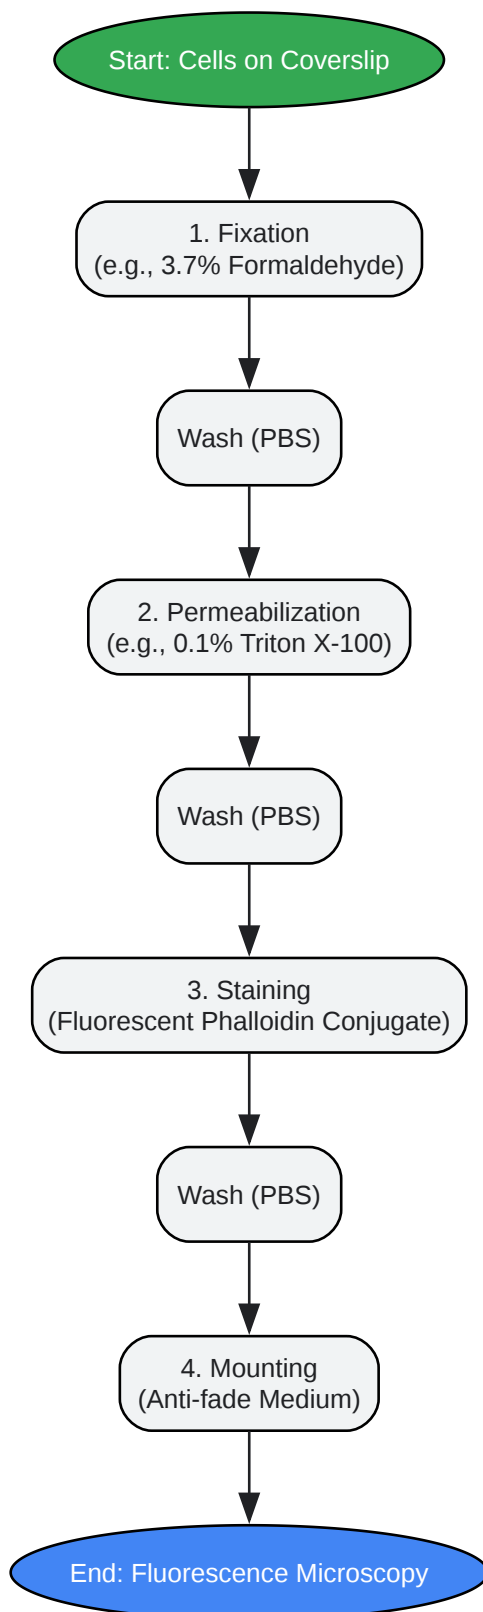 Start: Cells on Coverslip
1. Fixation
(e.g., 3.7% Formaldehyde)
Wash (PBS)
2. Permeabilization
(e.g., 0.1% Triton X-100)
Wash (PBS)
3. Staining
(Fluorescent Phalloidin Conjugate)
Wash (PBS)
4. Mounting
(Anti-fade Medium)
End: Fluorescence Microscopy